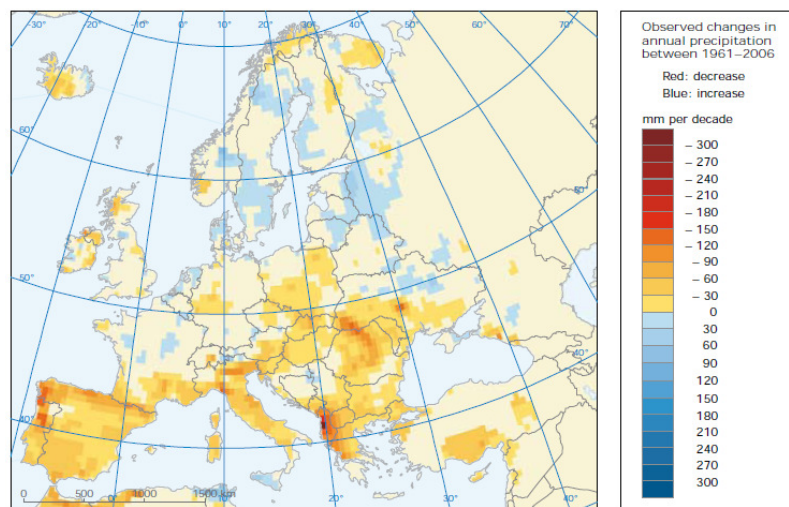 -30° -20° -10° 0° 10° 20° 30° 40° 50° 60° 70°
60°
50°
40°
50°
40°
0 500 1000 1500 km
0° 10° 20° 30° 40°
Observed changes in
annual precipitation
between 1961–2006
Red: decrease
Blue: increase
mm per decade
– 300
– 270
– 240
– 210
– 180
– 150
– 120
– 90
– 60
– 30
0
30
60
90
120
150
180
210
240
270
300